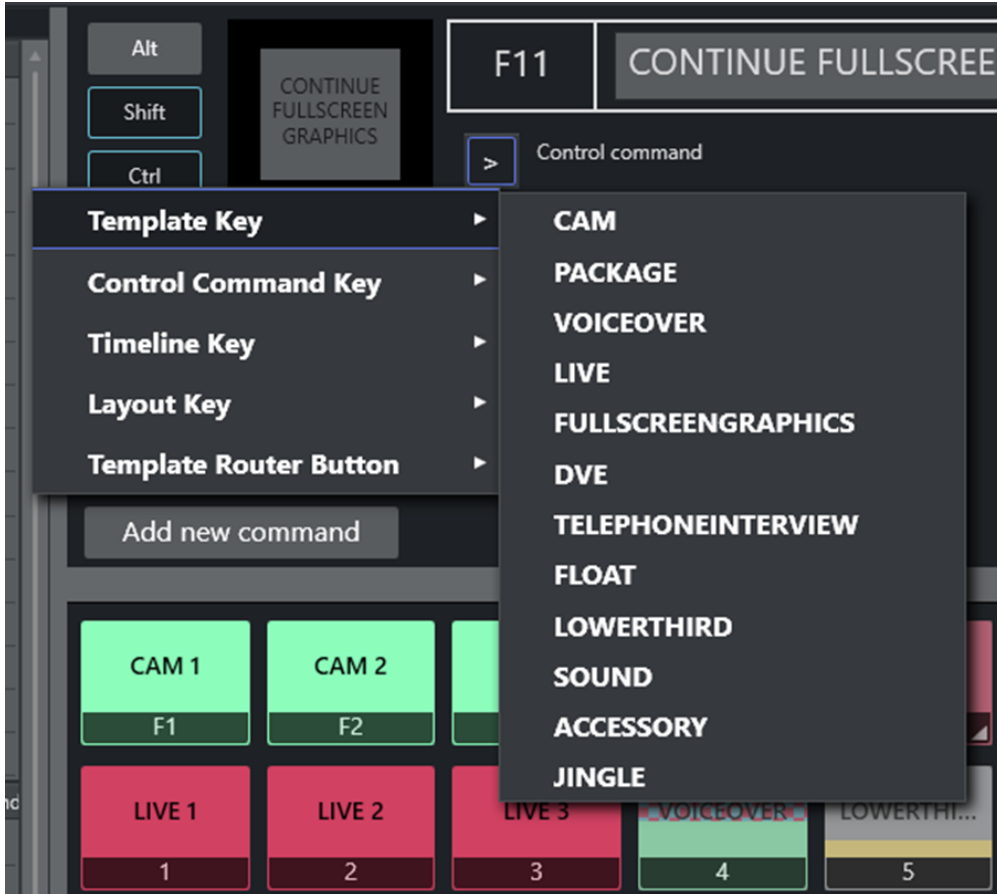 Alt
Shift
Ctrl
CONTINUE
FULLSCREEN
GRAPHICS
F11
CONTINUE FULLSCREE
>
Control command
Template Key
Control Command Key
Timeline Key
Layout Key
Template Router Button
CAM
PACKAGE
VOICEOVER
LIVE
FULLSCREENGRAPHICS
DVE
TELEPHONEINTERVIEW
FLOAT
LOWERTHIRD
SOUND
ACCESSORY
JINGLE
Add new command
CAM 1
CAM 2
F1
F2
LIVE 1
LIVE 2
LIVE 3
VOICEOVER
LOWERTHI...
1
2
3
4
5